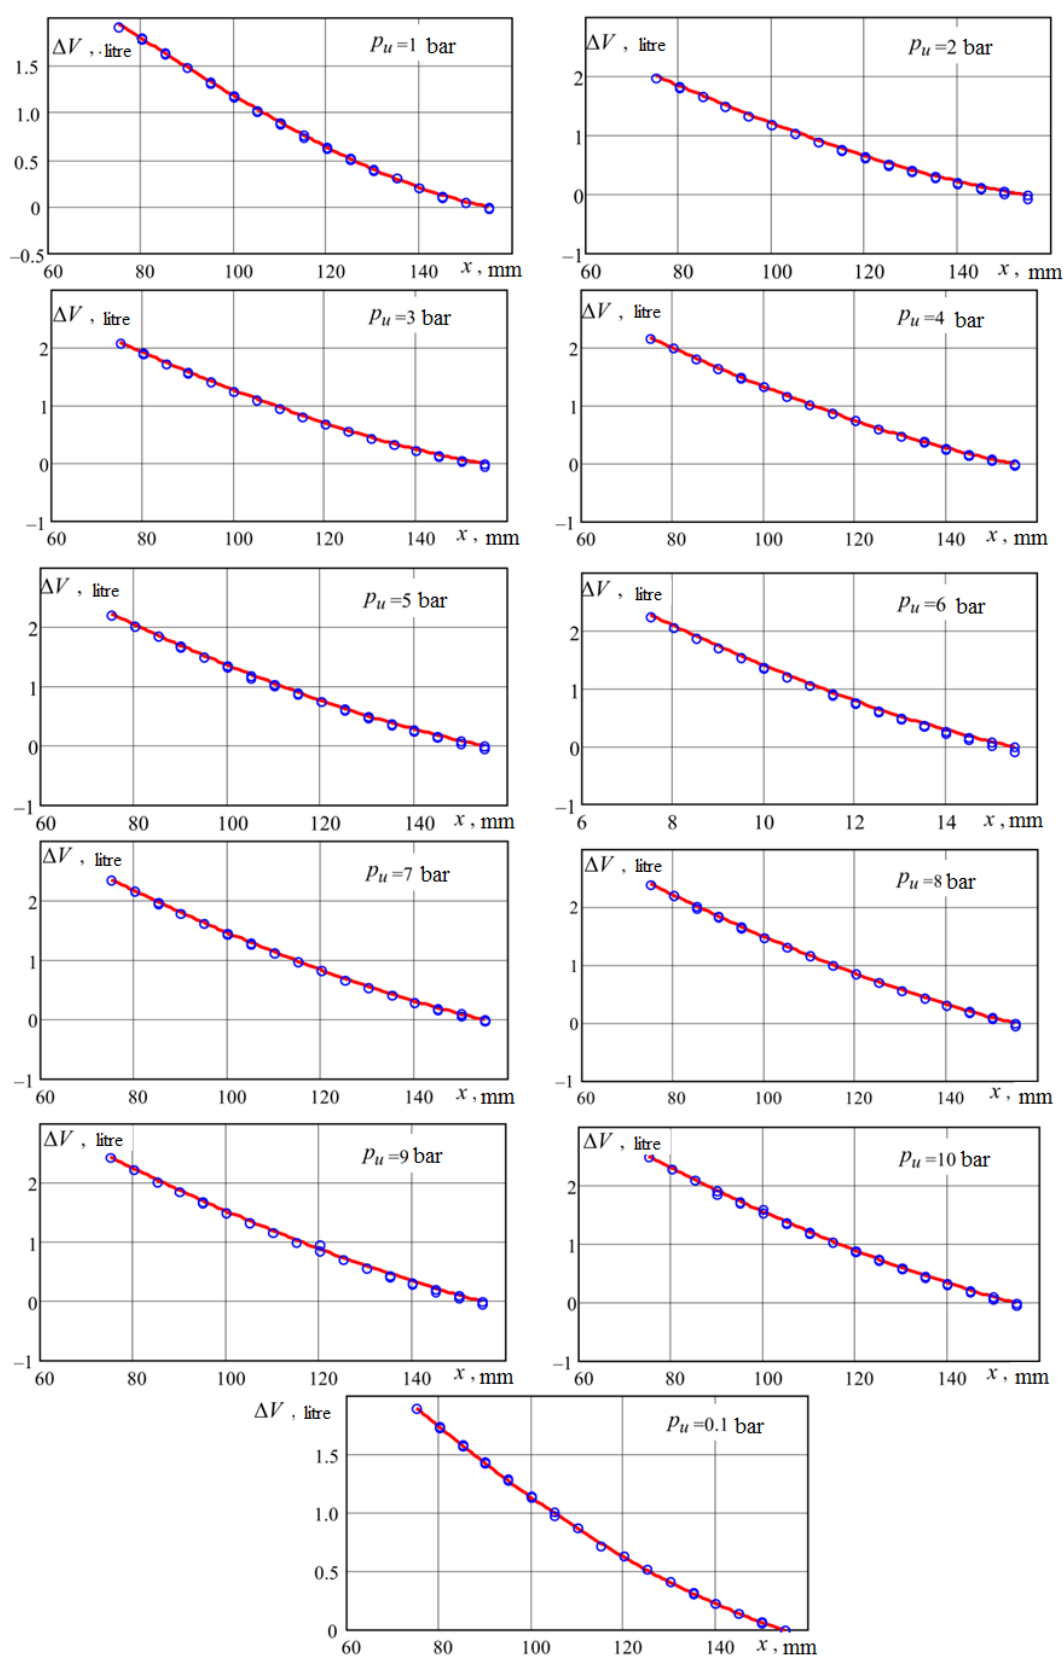 ΔV , . litre
p_u =1 bar
1.5
1.0
0.5
0
−0.5
60 80 100 120 140 x , mm
ΔV , litre
p_u =2 bar
2
1
0
−1
60 80 100 120 140 x , mm
ΔV , litre
p_u =3 bar
2
1
0
−1
60 80 100 120 140 x , mm
ΔV , litre
p_u =4 bar
2
1
0
−1
60 80 100 120 140 x , mm
ΔV , litre
p_u =5 bar
2
1
0
−1
60 80 100 120 140 x , mm
ΔV , litre
p_u =6 bar
2
1
0
−1
6 8 10 12 14 x , mm
ΔV , litre
p_u =7 bar
2
1
0
−1
60 80 100 120 140 x , mm
ΔV , litre
p_u =8 bar
2
1
0
−1
60 80 100 120 140 x , mm
ΔV , litre
p_u =9 bar
2
1
0
−1
60 80 100 120 140 x , mm
ΔV , litre
p_u =10 bar
2
1
0
−1
60 80 100 120 140 x , mm
ΔV , litre
p_u =0.1 bar
1.5
1.0
0.5
0
60 80 100 120 140 x , mm